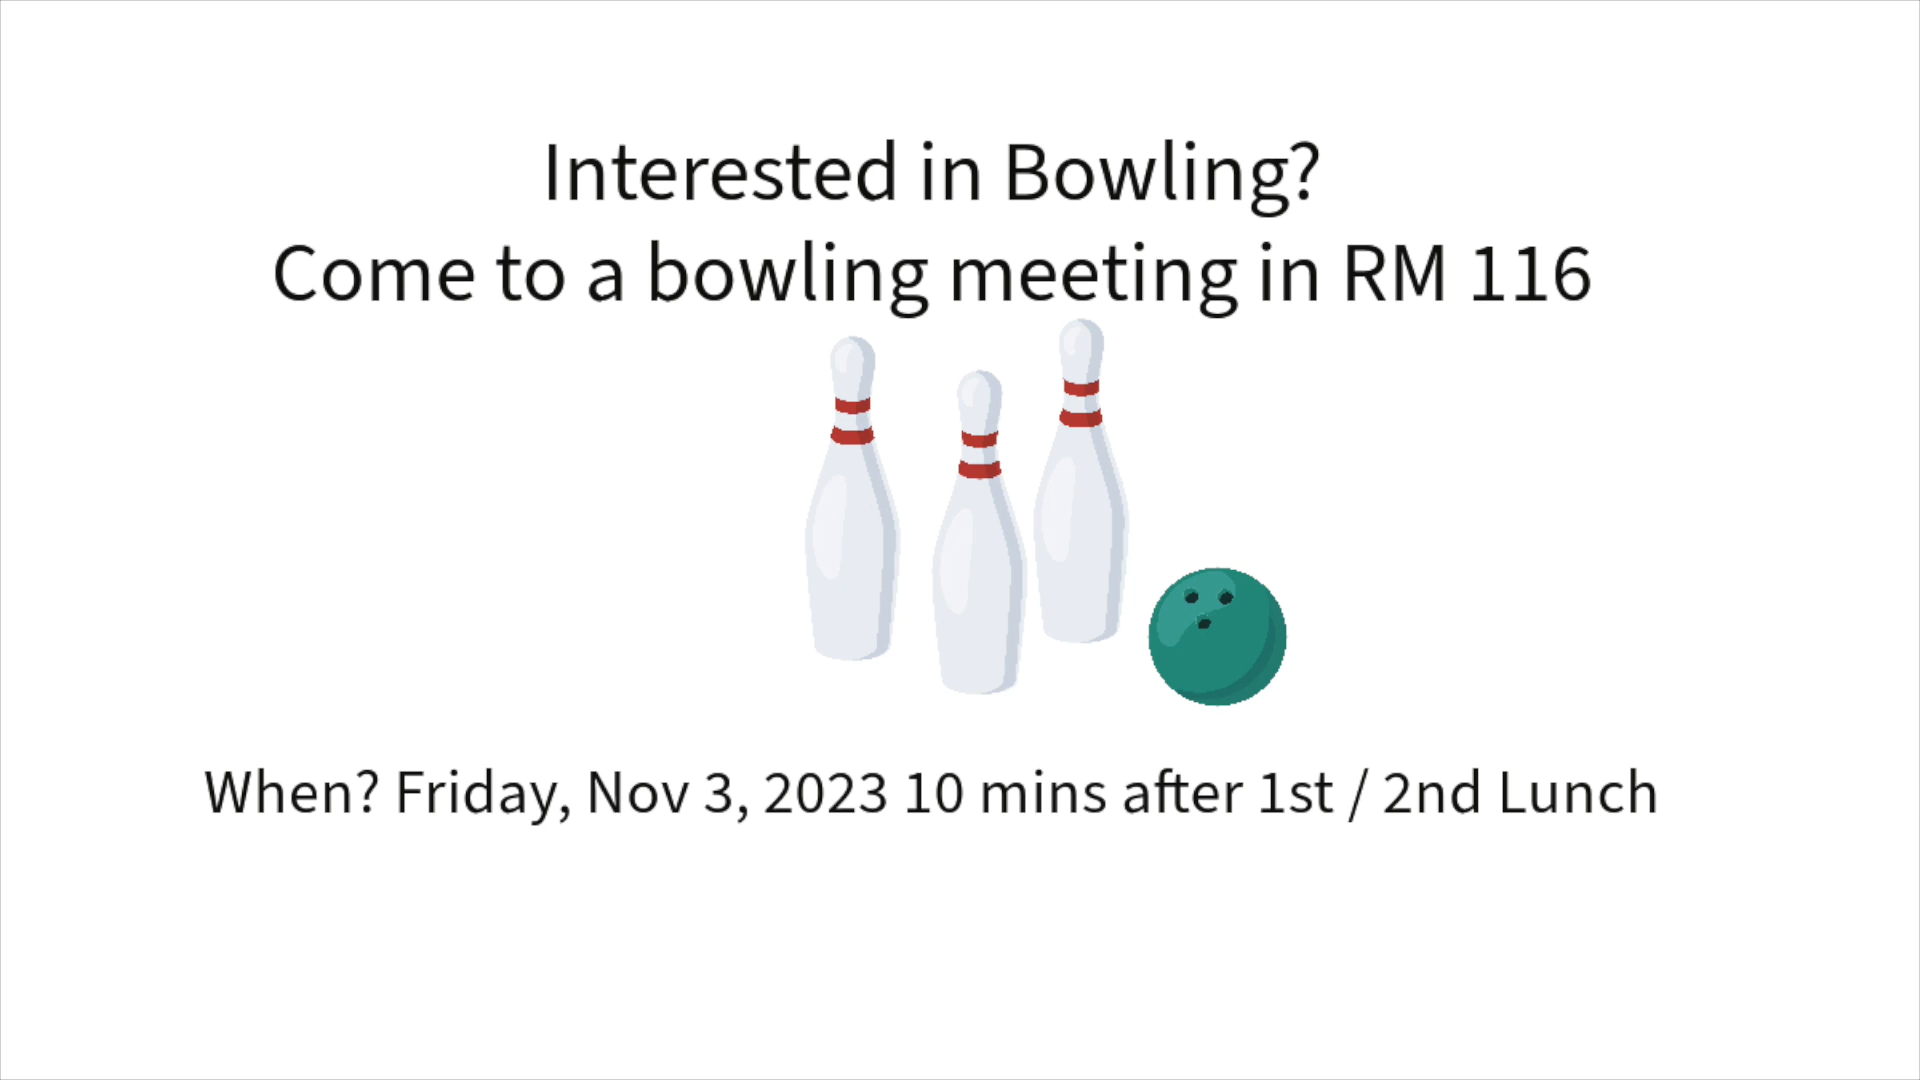 Interested in Bowling?
Come to a bowling meeting in RM 116
When? Friday, Nov 3, 2023 10 mins after 1st / 2nd Lunch